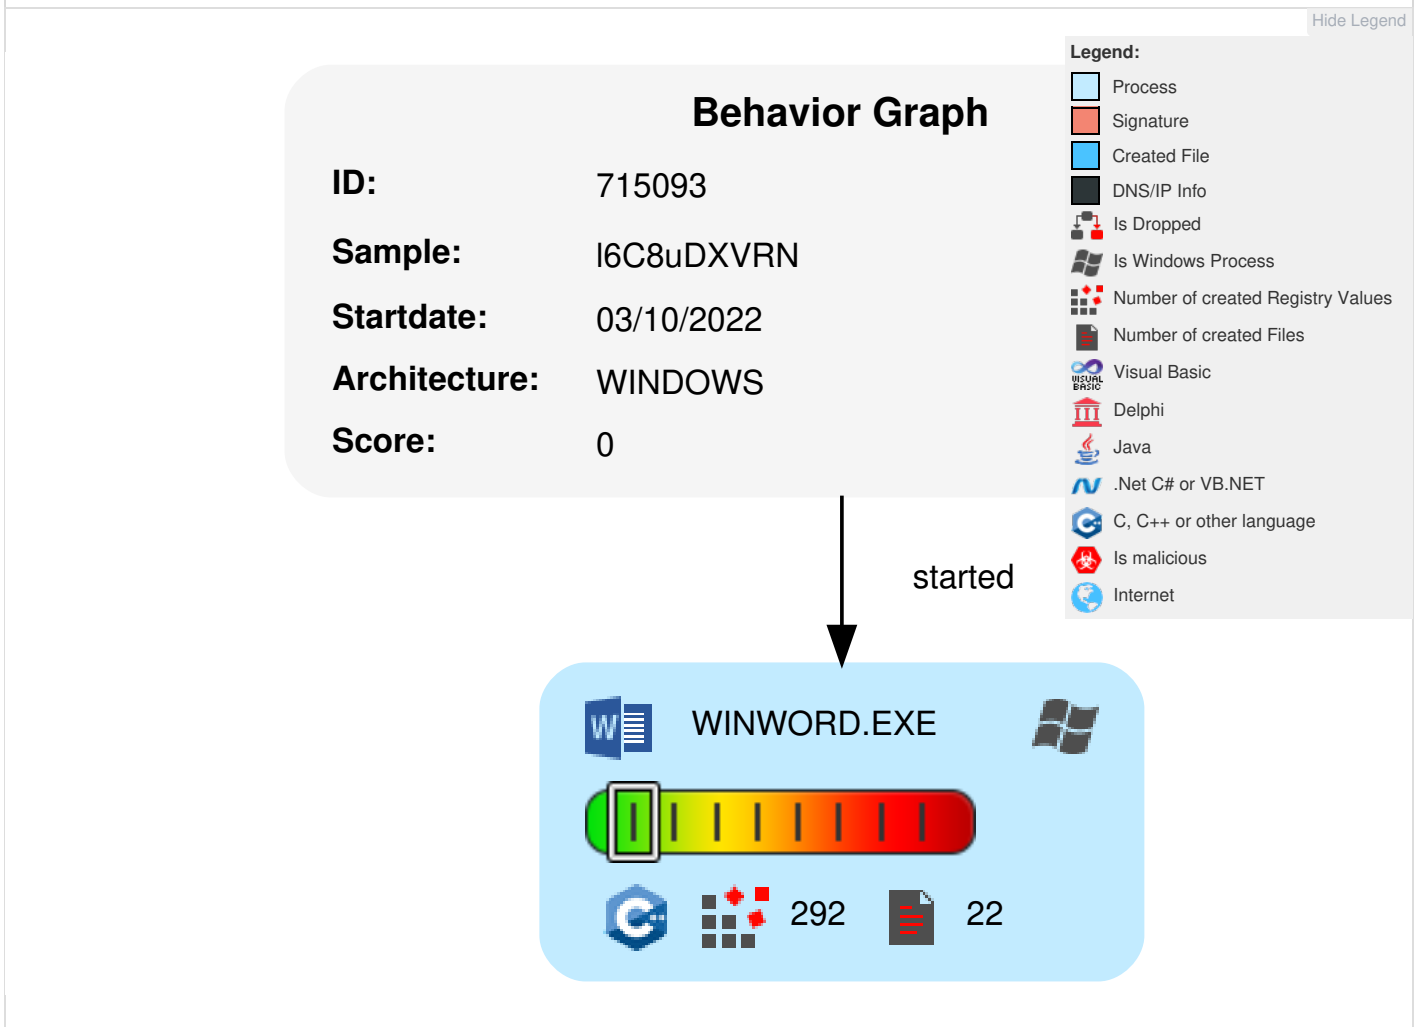 Hide Legend
Legend:
Process
Signature
Created File
DNS/IP Info
Is Dropped
Is Windows Process
Number of created Registry Values
Number of created Files
VISUAL BASIC Visual Basic
Delphi
Java
.Net C# or VB.NET
C, C++ or other language
Is malicious
Internet
Behavior Graph
ID: 715093
Sample: l6C8uDXVRN
Startdate: 03/10/2022
Architecture: WINDOWS
Score: 0
started
W WINWORD.EXE
C++ 292 22